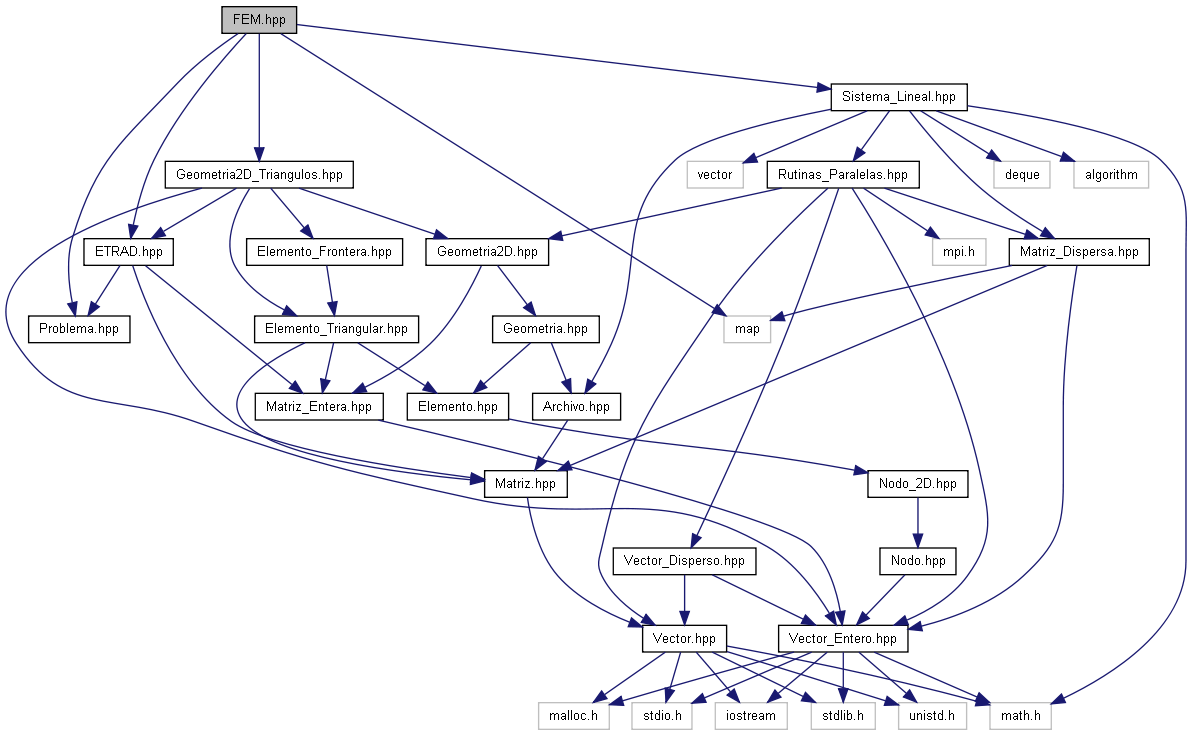 FEM.hpp
Sistema_Lineal.hpp
Geometria2D_Triangulos.hpp
vector
Rutinas_Paralelas.hpp
deque
algorithm
ETRAD.hpp
Elemento_Frontera.hpp
Geometria2D.hpp
mpi.h
Matriz_Dispersa.hpp
Problema.hpp
Elemento_Triangular.hpp
Geometria.hpp
map
Matriz_Entera.hpp
Elemento.hpp
Archivo.hpp
Matriz.hpp
Nodo_2D.hpp
Vector_Disperso.hpp
Nodo.hpp
Vector.hpp
Vector_Entero.hpp
malloc.h
stdio.h
iostream
stdlib.h
unistd.h
math.h